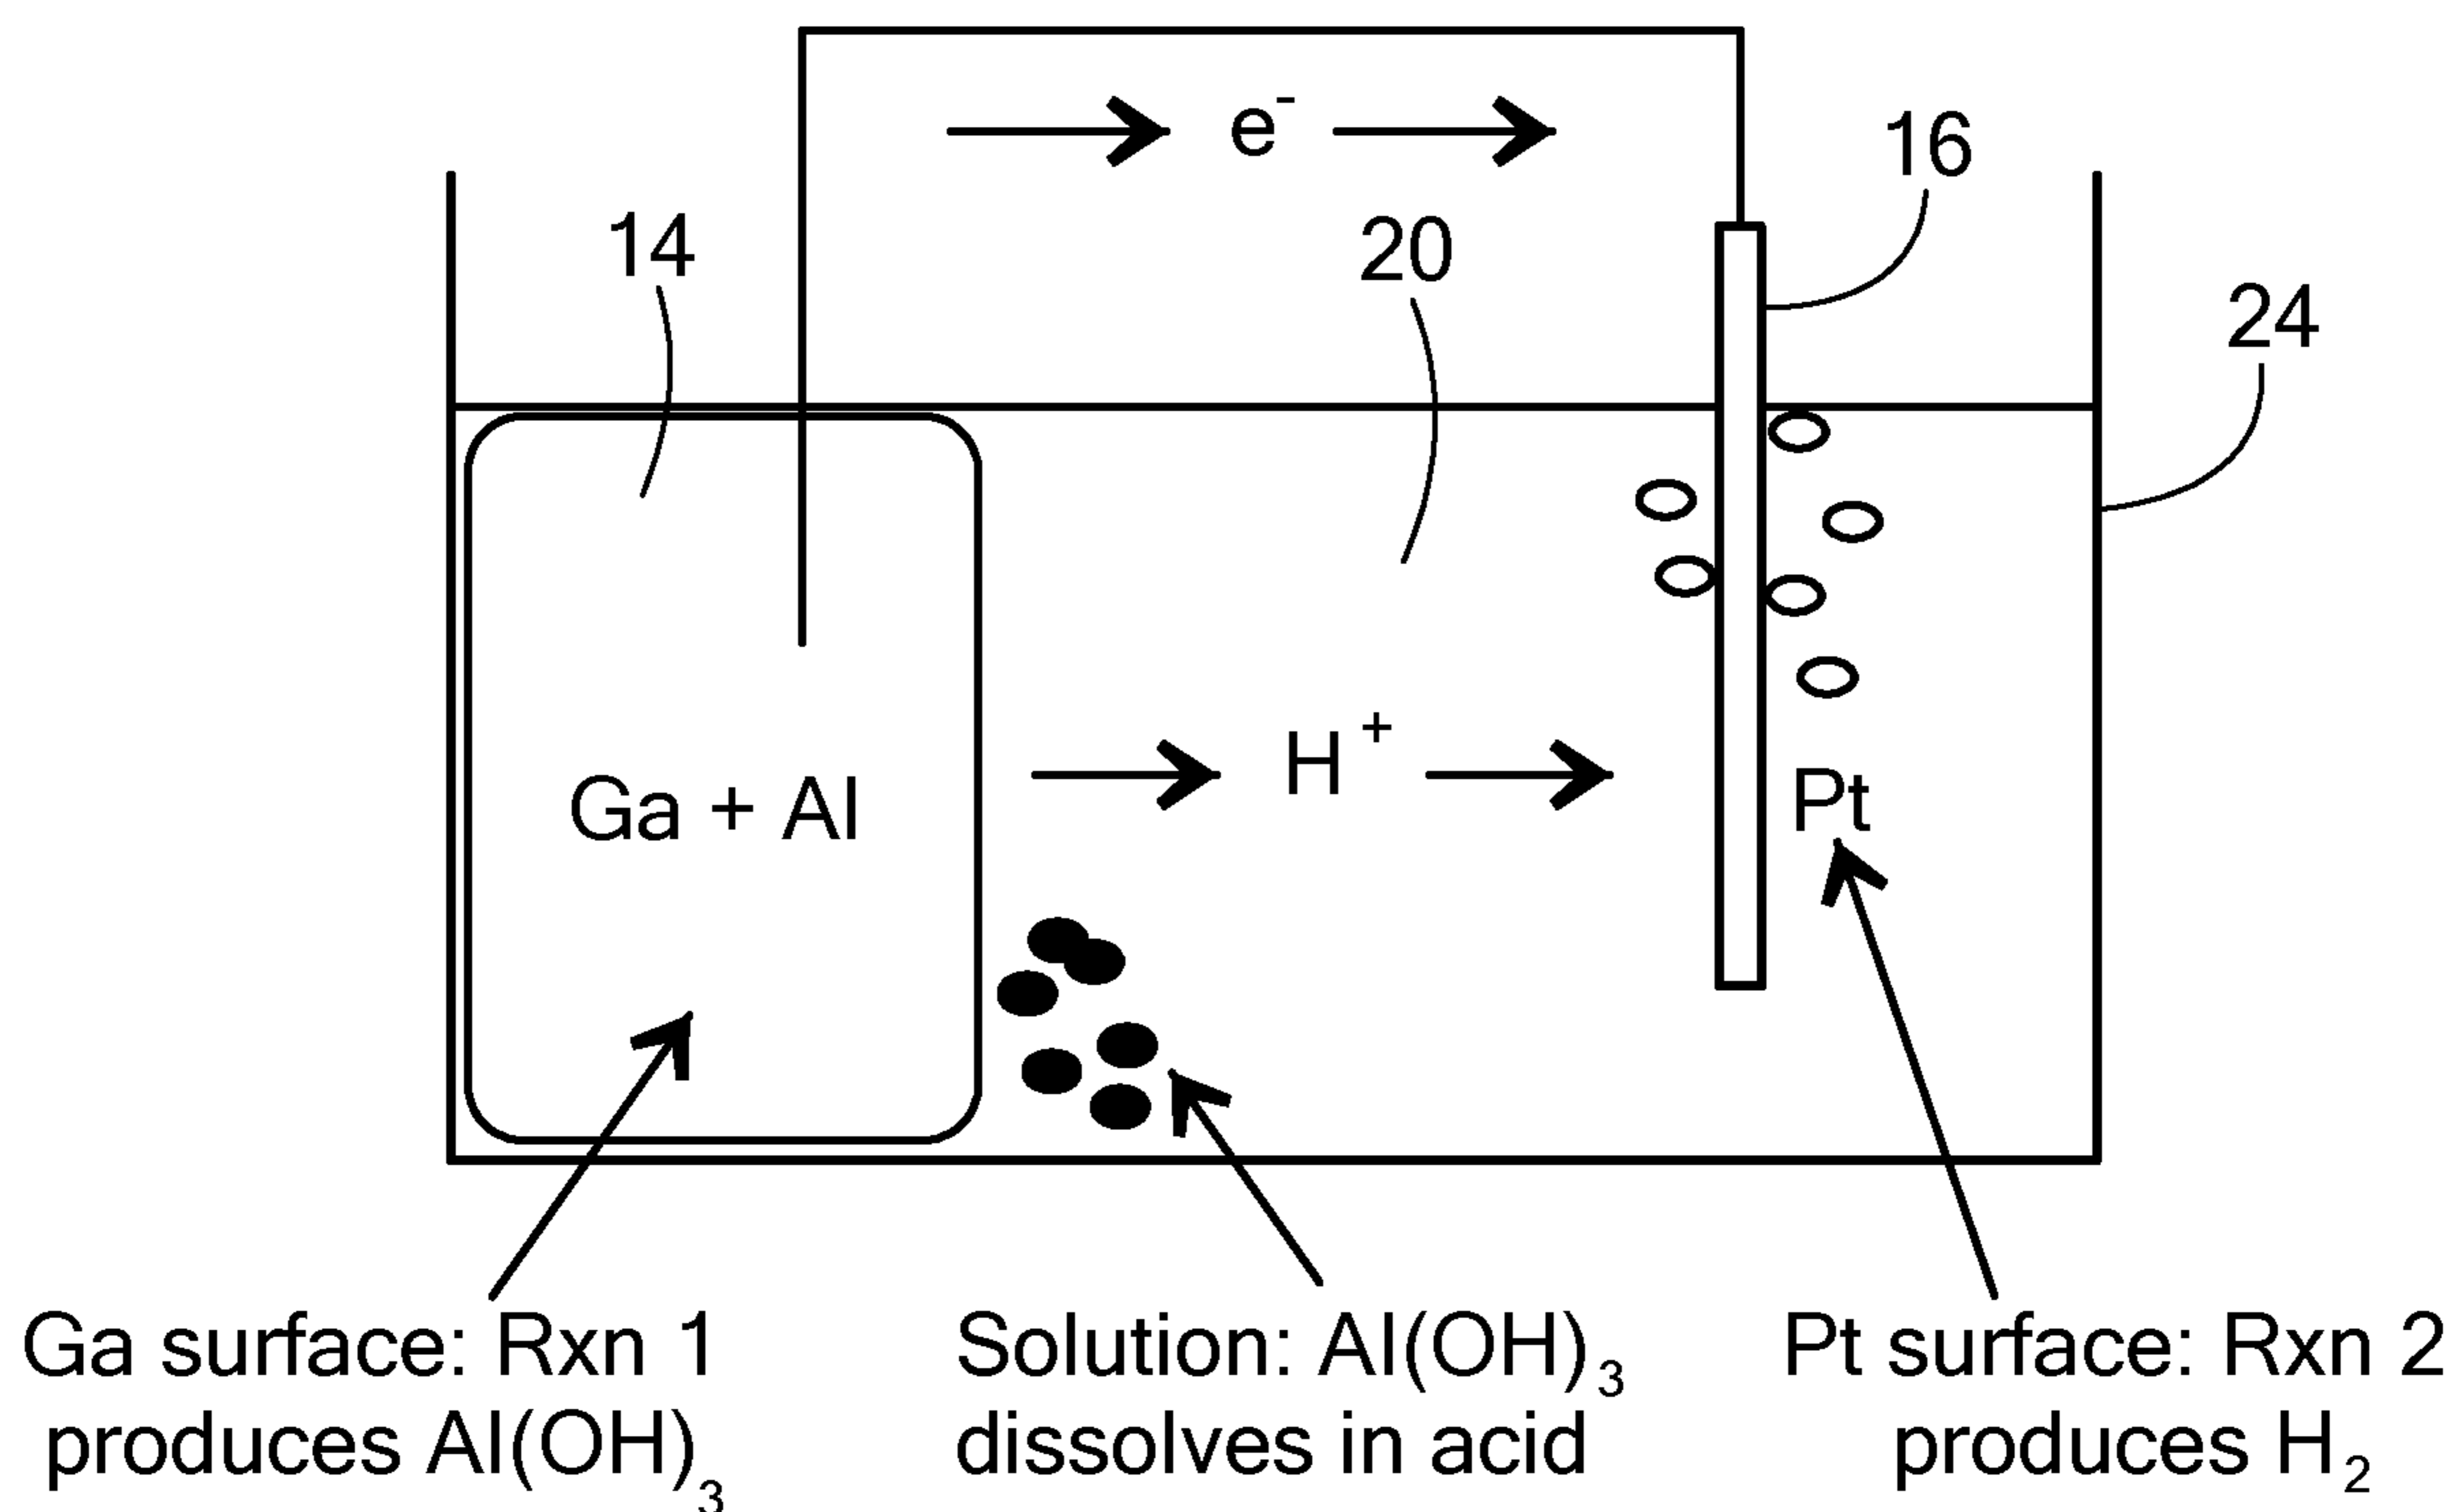 e⁻
16
14
20
24
H⁺
Ga + Al
Pt
Ga surface: Rxn 1
produces Al(OH)₃
Solution: Al(OH)₃
dissolves in acid
Pt surface: Rxn 2
produces H₂